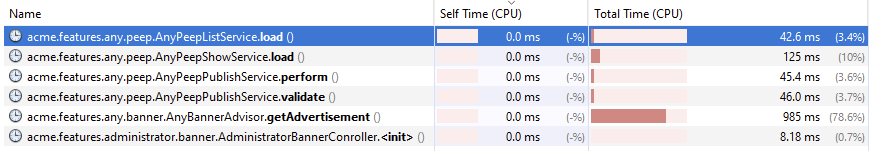 Name Self Time (CPU) Total Time (CPU)
acme.features.any.peep.AnyPeepListService.load () 0.0 ms (-%) 42.6 ms (3.4%)
acme.features.any.peep.AnyPeepShowService.load () 0.0 ms (-%) 125 ms (10%)
acme.features.any.peep.AnyPeepPublishService.perform () 0.0 ms (-%) 45.4 ms (3.6%)
acme.features.any.peep.AnyPeepPublishService.validate () 0.0 ms (-%) 46.0 ms (3.7%)
acme.features.any.banner.AnyBannerAdvisor.getAdvertisement () 0.0 ms (-%) 985 ms (78.6%)
acme.features.administrator.banner.AdministratorBannerConroller.<init> () 0.0 ms (-%) 8.18 ms (0.7%)